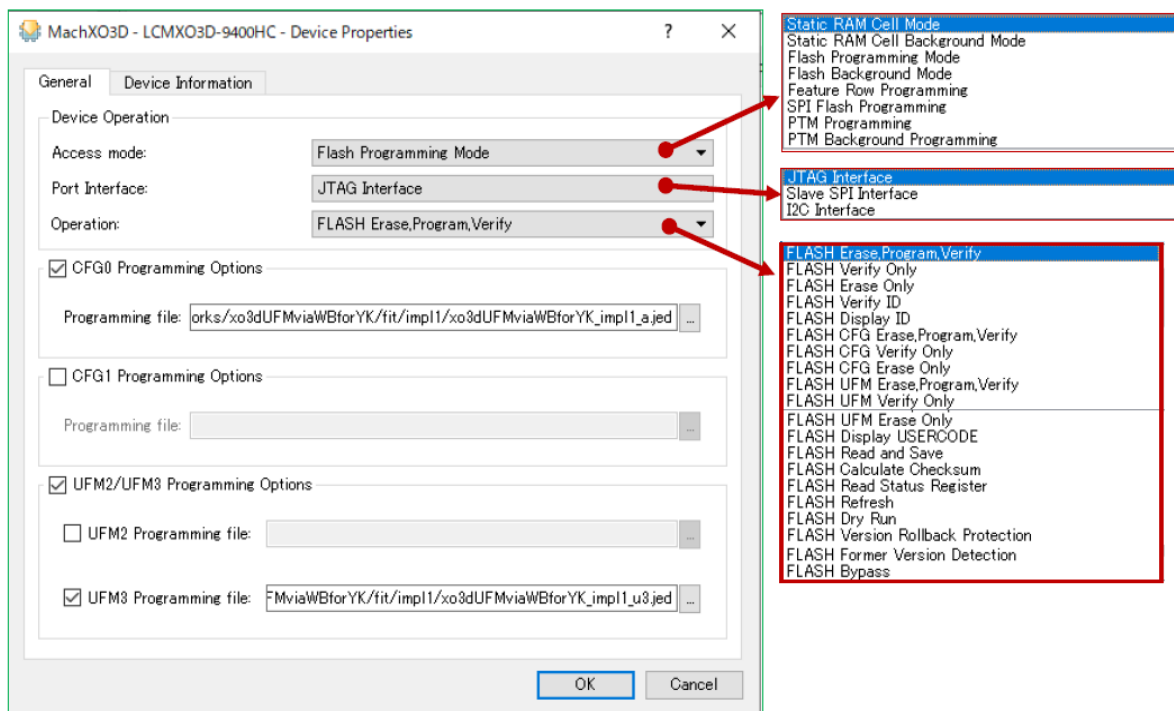 MachXO3D - LCMXO3D-9400HC - Device Properties
General
Device Information
Device Operation
Access mode:
Flash Programming Mode
Port Interface:
JTAG Interface
Operation:
FLASH Erase,Program,Verify
CFG0 Programming Options
Programming file:
orks/xo3dUFMviaWBforYK/fit/impl1/xo3dUFMviaWBforYK_impl1_a.jed
...
CFG1 Programming Options
Programming file:
...
UFM2/UFM3 Programming Options
UFM2 Programming file:
...
UFM3 Programming file:
FMviaWBforYK/fit/impl1/xo3dUFMviaWBforYK_impl1_u3.jed
...
OK
Cancel
Static RAM Cell Mode
Static RAM Cell Background Mode
Flash Programming Mode
Flash Background Mode
Feature Row Programming
SPI Flash Programming
PTM Programming
PTM Background Programming
JTAG Interface
Slave SPI Interface
I2C Interface
FLASH Erase,Program,Verify
FLASH Verify Only
FLASH Erase Only
FLASH Verify ID
FLASH Display ID
FLASH CFG Erase,Program,Verify
FLASH CFG Verify Only
FLASH CFG Erase Only
FLASH UFM Erase,Program,Verify
FLASH UFM Verify Only
FLASH UFM Erase Only
FLASH Display USERCODE
FLASH Read and Save
FLASH Calculate Checksum
FLASH Read Status Register
FLASH Refresh
FLASH Dry Run
FLASH Version Rollback Protection
FLASH Former Version Detection
FLASH Bypass